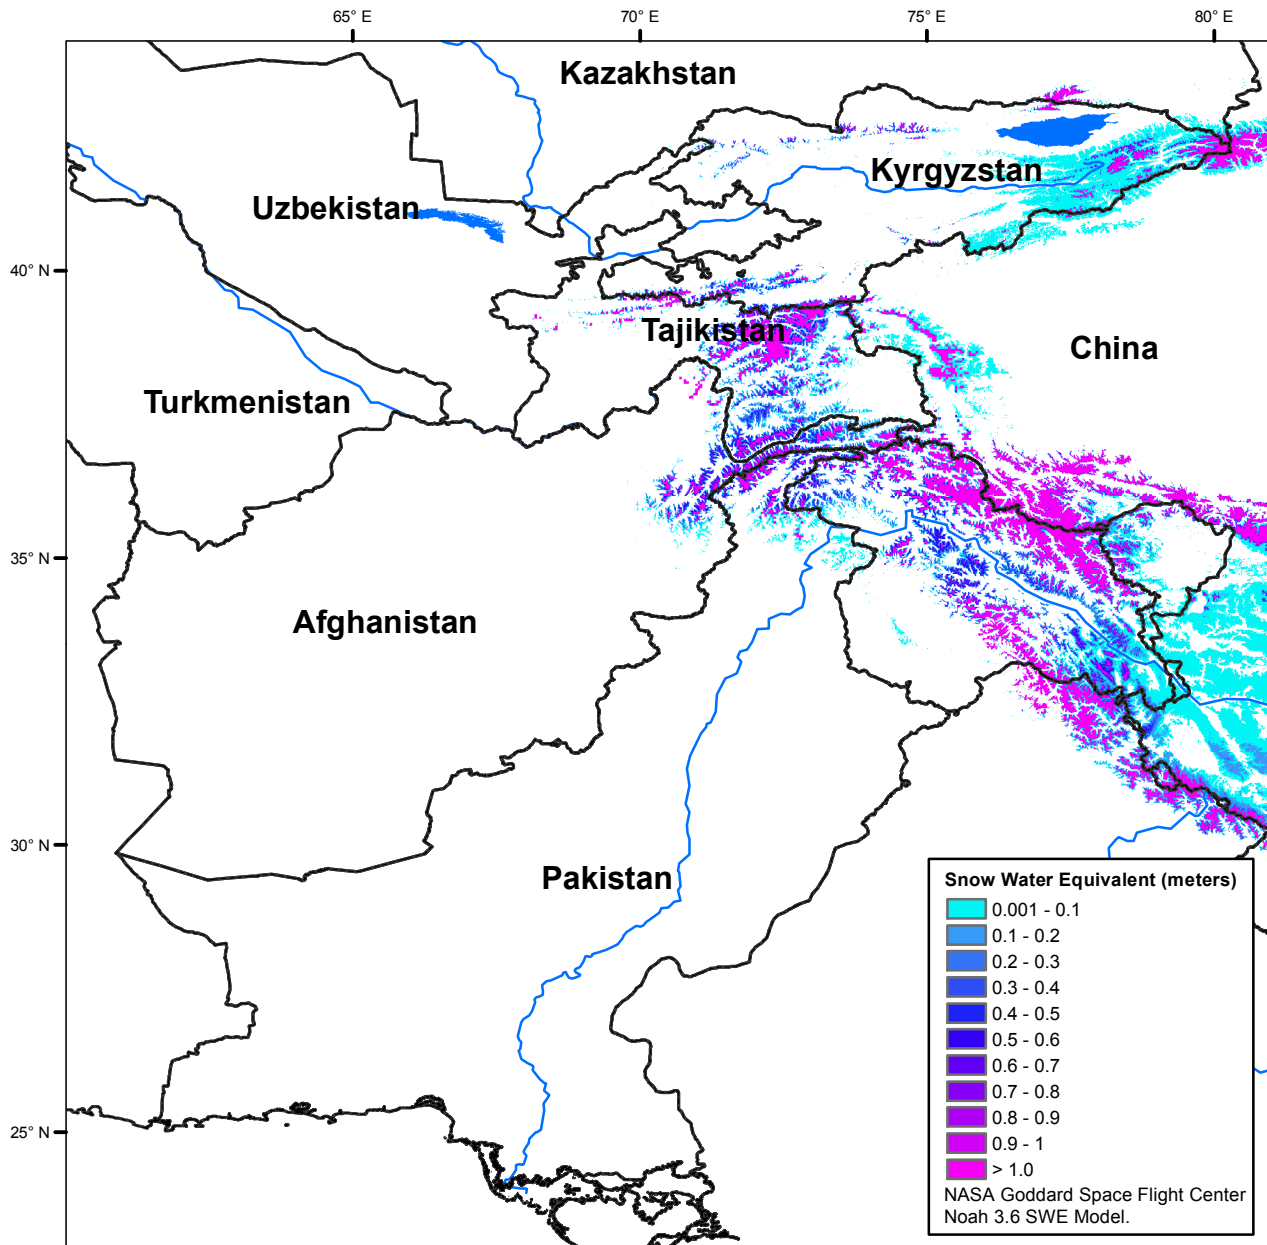 65° E
70° E
75° E
80° E
Kazakhstan
Kyrgyzstan
Uzbekistan
40° N
Tajikistan
China
Turkmenistan
35° N
Afghanistan
30° N
Pakistan
25° N
Snow Water Equivalent (meters)
0.001 - 0.1
0.1 - 0.2
0.2 - 0.3
0.3 - 0.4
0.4 - 0.5
0.5 - 0.6
0.6 - 0.7
0.7 - 0.8
0.8 - 0.9
0.9 - 1
> 1.0
NASA Goddard Space Flight Center
Noah 3.6 SWE Model.